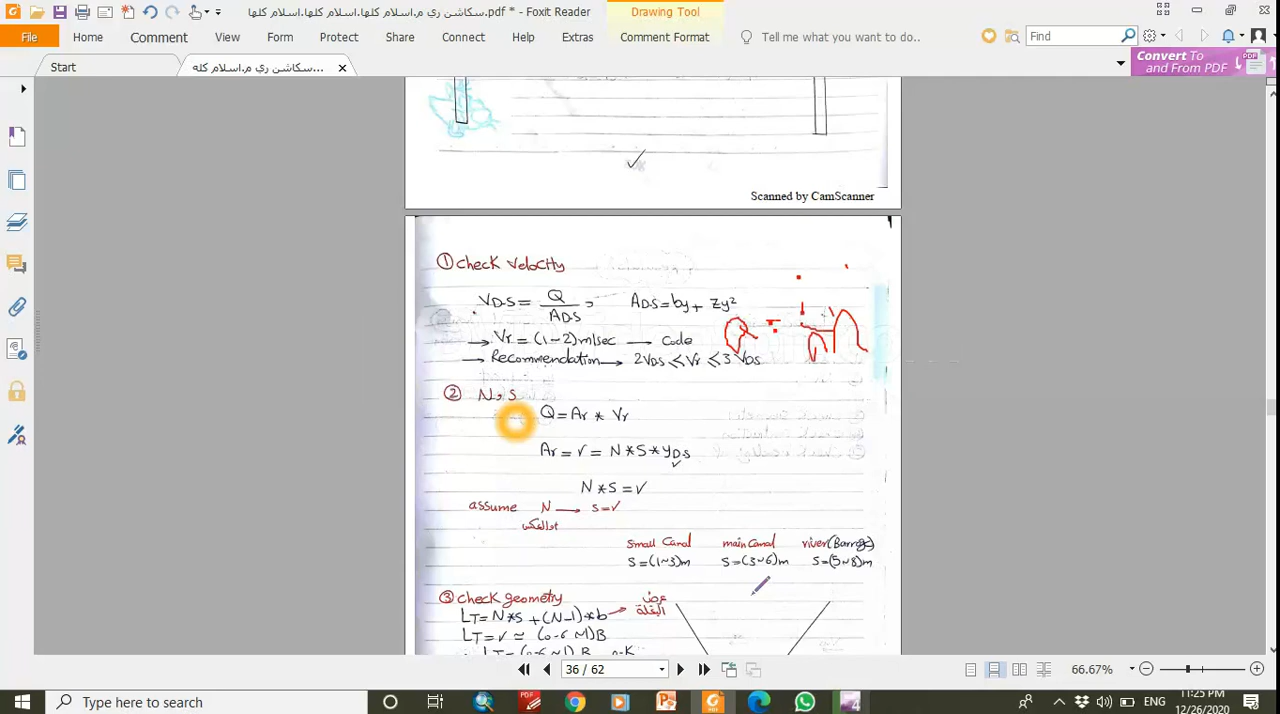 سكاشن ري م.اسلام كلها,اسلام كلها,اسلام كلها.pdf * - Foxit Reader
Drawing Tool
File
Home
Comment
View
Form
Protect
Share
Connect
Help
Extras
Comment Format
Tell me what you want to do..
Find
Start
سكاشن ري م.اسلام كله...
Convert To
and From PDF
Scanned by CamScanner
① Check Velocity
VDS = Q / ADS , ADS = by + zy²
→ Vr = (1~2) m/sec → Code
→ Recommendation → 2VDS ≤ Vr ≤ 3VDS
② N, S
Q = Ar * Vr
Ar = √ = N*S*yDS
N*S = √
assume N → S = √
او العكس
Small Canal main Canal river (Barrage)
S = (1~3)m S = (3~6)m S = (5~8)m
③ Check geometry
عرض
البغلة
LT = N*S + (N-1)*b
LT = √ ≃ (0.6~1)B
36 / 62
66.67%
Type here to search
ENG
11:25 PM
12/26/2020